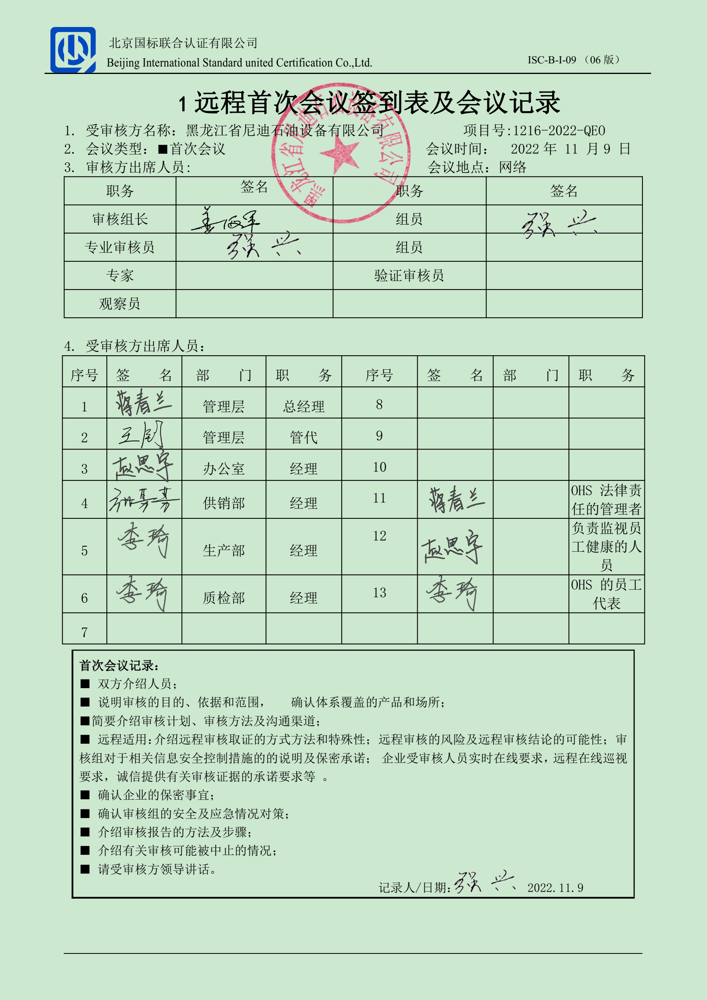 北京国标联合认证有限公司
Beijing International Standard united Certification Co.,Ltd.
ISC-B-I-09 （06 版）
1 远程首次会议签到表及会议记录
1. 受审核方名称：黑龙江省尼迪石油设备有限公司 项目号:1216-2022-QEO
2. 会议类型：■首次会议 会议时间： 2022 年 11 月 9 日
3. 审核方出席人员: 会议地点：网络
黑龙江省尼迪石油设备有限公司
职务 签名 职务 签名
审核组长 姜海军 组员 强兴
专业审核员 强兴 组员
专家 验证审核员
观察员
4. 受审核方出席人员：
序号 签 名 部 门 职 务 序号 签 名 部 门 职 务
1 蒋春兰 管理层 总经理 8
2 管理层 管代 9
3 赵思宇 办公室 经理 10
4 供销部 经理 11 蒋春兰 OHS 法律责
任的管理者
5 李琦 生产部 经理 12 赵思宇 负责监视员
工健康的人
员
6 李琦 质检部 经理 13 李琦 OHS 的员工
代表
7
首次会议记录：
■ 双方介绍人员；
■ 说明审核的目的、依据和范围， 确认体系覆盖的产品和场所；
■简要介绍审核计划、审核方法及沟通渠道；
■ 远程适用：介绍远程审核取证的方式方法和特殊性；远程审核的风险及远程审核结论的可能性；审
核组对于相关信息安全控制措施的的说明及保密承诺； 企业受审核人员实时在线要求，远程在线巡视
要求，诚信提供有关审核证据的承诺要求等 。
■ 确认企业的保密事宜；
■ 确认审核组的安全及应急情况对策；
■ 介绍审核报告的方法及步骤；
■ 介绍有关审核可能被中止的情况；
■ 请受审核方领导讲话。
记录人/日期：强兴 2022.11.9